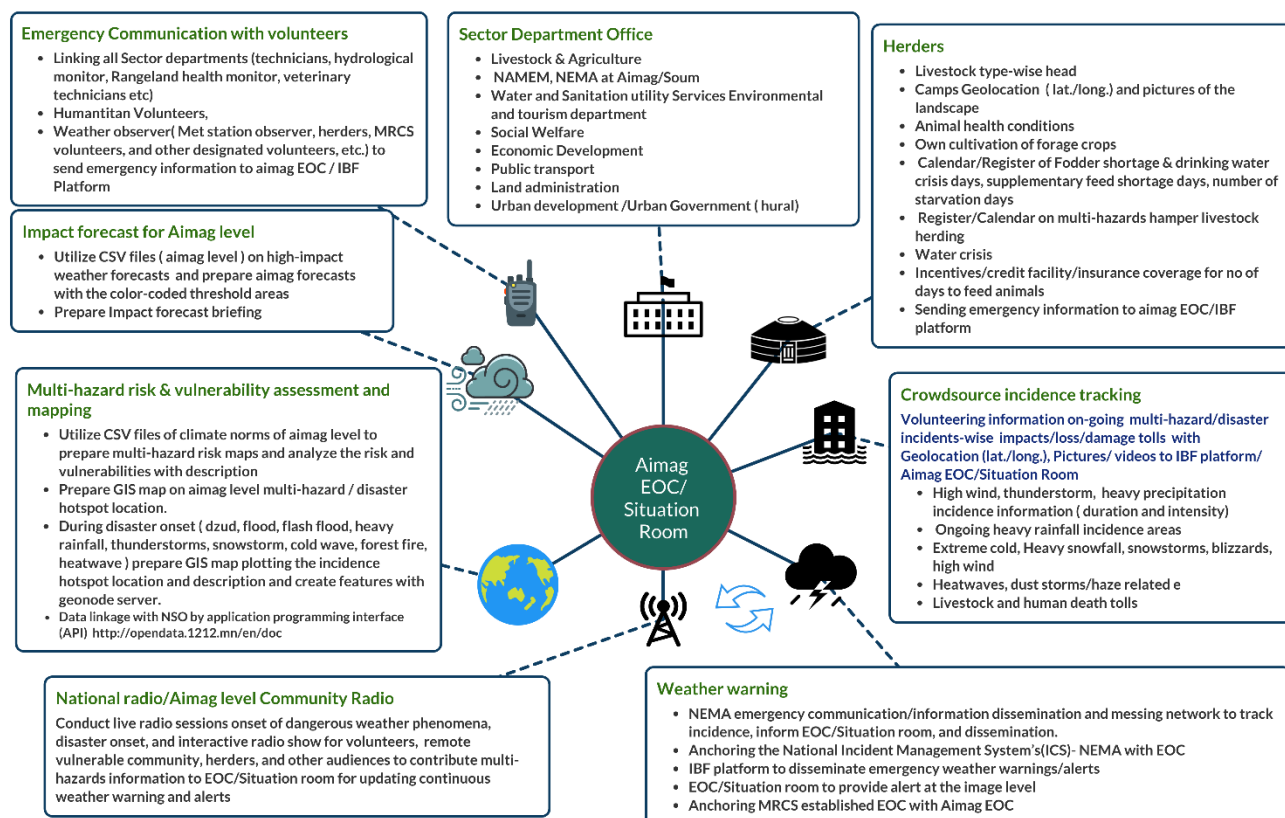 Emergency Communication with volunteers
• Linking all Sector departments (technicians, hydrological
monitor, Rangeland health monitor, veterinary
technicians etc)
• Humantitan Volunteers,
• Weather observer( Met station observer, herders, MRCS
volunteers, and other designated volunteers, etc.) to
send emergency information to aimag EOC / IBF
Platform
Sector Department Office
• Livestock & Agriculture
• NAMEM, NEMA at Aimag/Soum
• Water and Sanitation utility Services Environmental
and tourism department
• Social Welfare
• Economic Development
• Public transport
• Land administration
• Urban development /Urban Government ( hural)
Herders
• Livestock type-wise head
• Camps Geolocation ( lat./long.) and pictures of the
landscape
• Animal health conditions
• Own cultivation of forage crops
• Calendar/Register of Fodder shortage & drinking water
crisis days, supplementary feed shortage days, number of
starvation days
• Register/Calendar on multi-hazards hamper livestock
herding
• Water crisis
• Incentives/credit facility/insurance coverage for no of
days to feed animals
• Sending emergency information to aimag EOC/IBF
platform
Impact forecast for Aimag level
• Utilize CSV files ( aimag level ) on high-impact
weather forecasts and prepare aimag forecasts
with the color-coded threshold areas
• Prepare Impact forecast briefing
Multi-hazard risk & vulnerability assessment and
mapping
• Utilize CSV files of climate norms of aimag level to
prepare multi-hazard risk maps and analyze the risk and
vulnerabilities with description
• Prepare GIS map on aimag level multi-hazard / disaster
hotspot location.
• During disaster onset ( dzud, flood, flash flood, heavy
rainfall, thunderstorms, snowstorm, cold wave, forest fire,
heatwave ) prepare GIS map plotting the incidence
hotspot location and description and create features with
geonode server.
• Data linkage with NSO by application programming interface
(API) http://opendata.1212.mn/en/doc
Aimag
EOC/
Situation
Room
Crowdsource incidence tracking
Volunteering information on-going multi-hazard/disaster
incidents-wise impacts/loss/damage tolls with
Geolocation (lat./long.), Pictures/ videos to IBF platform/
Aimag EOC/Situation Room
• High wind, thunderstorm, heavy precipitation
incidence information ( duration and intensity)
• Ongoing heavy rainfall incidence areas
• Extreme cold, Heavy snowfall, snowstorms, blizzards,
high wind
• Heatwaves, dust storms/haze related e
• Livestock and human death tolls
National radio/Aimag level Community Radio
Conduct live radio sessions onset of dangerous weather phenomena,
disaster onset, and interactive radio show for volunteers, remote
vulnerable community, herders, and other audiences to contribute multi-
hazards information to EOC/Situation room for updating continuous
weather warning and alerts
Weather warning
• NEMA emergency communication/information dissemination and messing network to track
incidence, inform EOC/Situation room, and dissemination.
• Anchoring the National Incident Management System's(ICS)- NEMA with EOC
• IBF platform to disseminate emergency weather warnings/alerts
• EOC/Situation room to provide alert at the image level
• Anchoring MRCS established EOC with Aimag EOC